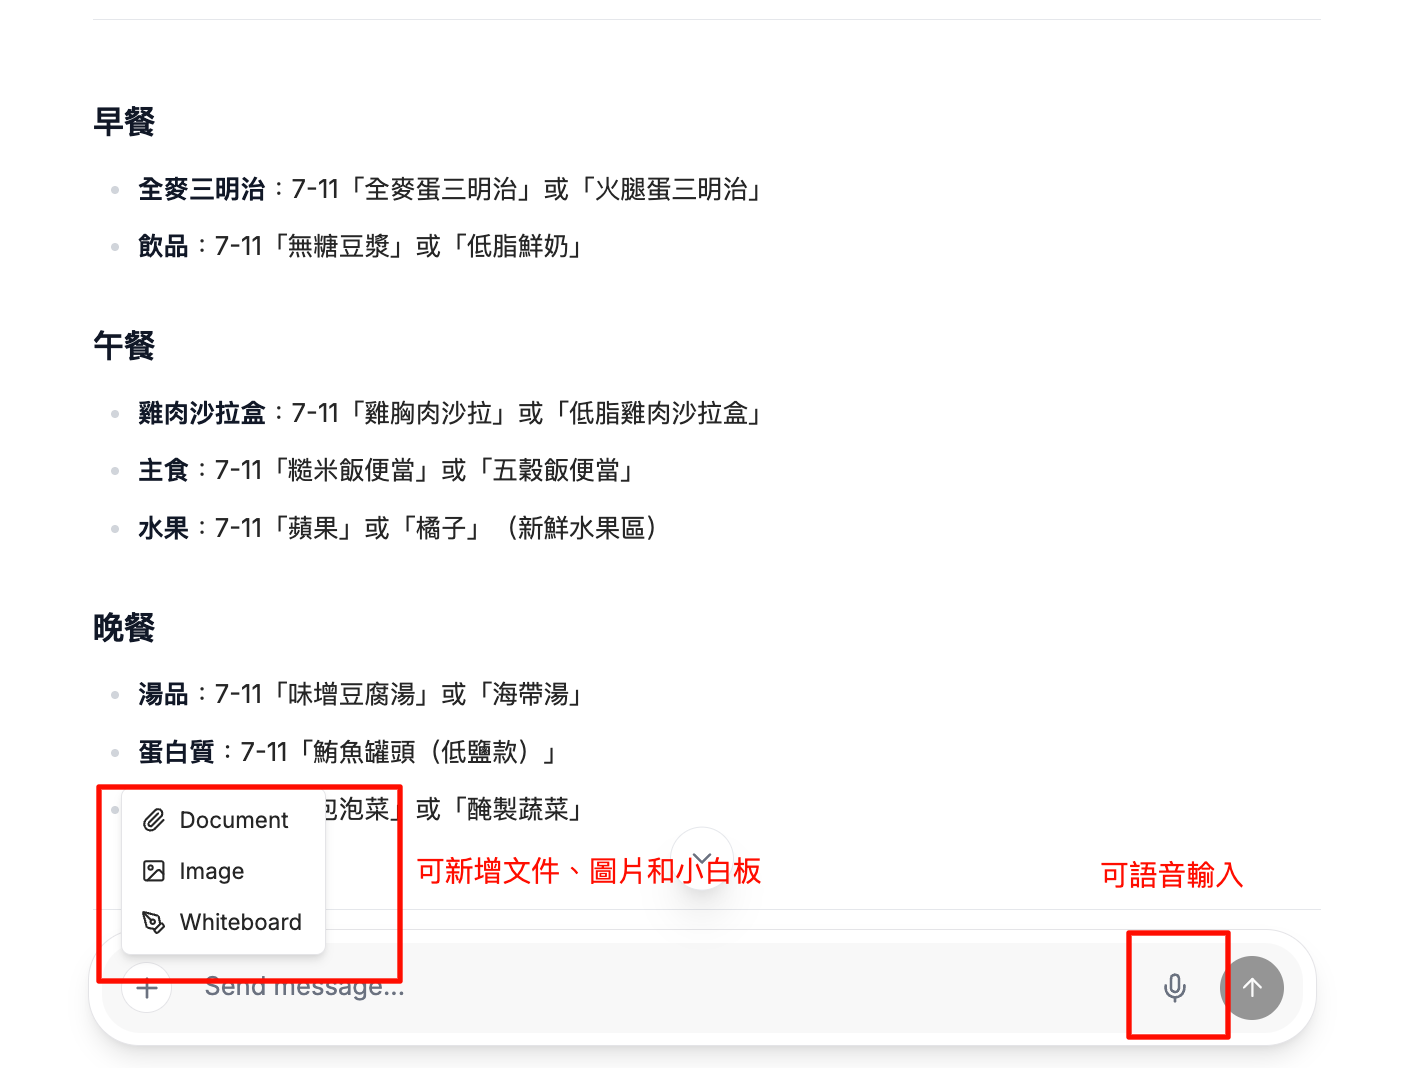 早餐
全麥三明治：7-11「全麥蛋三明治」或「火腿蛋三明治」
飲品：7-11「無糖豆漿」或「低脂鮮奶」
午餐
雞肉沙拉盒：7-11「雞胸肉沙拉」或「低脂雞肉沙拉盒」
主食：7-11「糙米飯便當」或「五穀飯便當」
水果：7-11「蘋果」或「橘子」（新鮮水果區）
晚餐
湯品：7-11「味增豆腐湯」或「海帶湯」
蛋白質：7-11「鮪魚罐頭（低鹽款）」
泡菜」或「醃製蔬菜」
Document
Image
Whiteboard
可新增文件、圖片和小白板
可語音輸入
Send message...